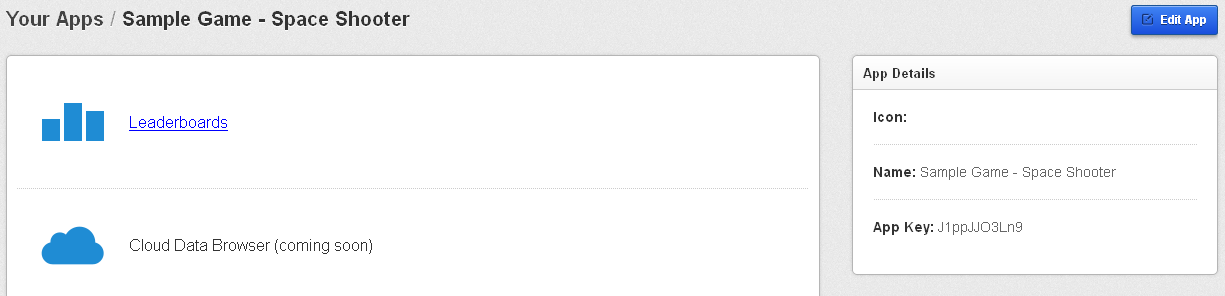 Your Apps / Sample Game - Space Shooter
Edit App
Leaderboards
Cloud Data Browser (coming soon)
App Details
Icon:
Name: Sample Game - Space Shooter
App Key: J1ppJJO3Ln9